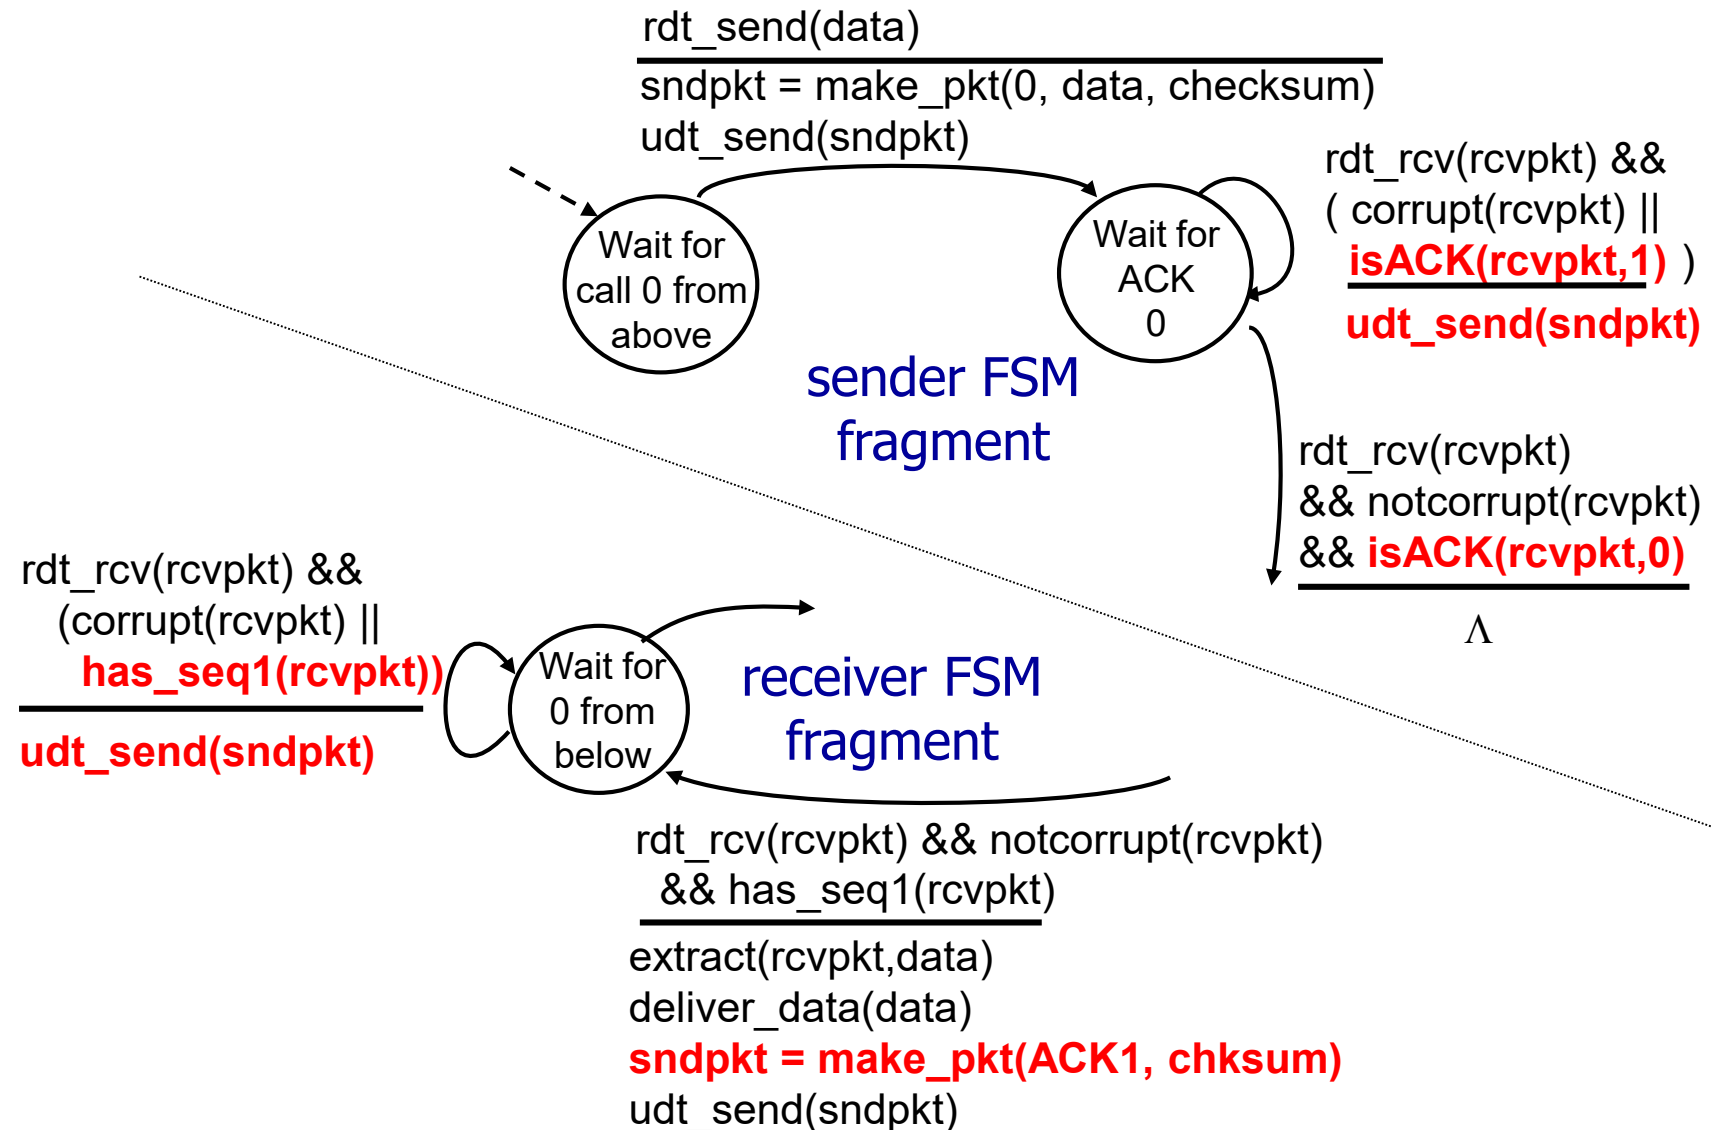 rdt_send(data)
sndpkt = make_pkt(0, data, checksum)
udt_send(sndpkt)
Wait for
call 0 from
above
Wait for
ACK
0
rdt_rcv(rcvpkt) &&
( corrupt(rcvpkt) ||
isACK(rcvpkt,1) )
udt_send(sndpkt)
sender FSM
fragment
rdt_rcv(rcvpkt)
&& notcorrupt(rcvpkt)
&& isACK(rcvpkt,0)
Λ
rdt_rcv(rcvpkt) &&
(corrupt(rcvpkt) ||
has_seq1(rcvpkt))
udt_send(sndpkt)
Wait for
0 from
below
receiver FSM
fragment
rdt_rcv(rcvpkt) && notcorrupt(rcvpkt)
&& has_seq1(rcvpkt)
extract(rcvpkt,data)
deliver_data(data)
sndpkt = make_pkt(ACK1, chksum)
udt_send(sndpkt)